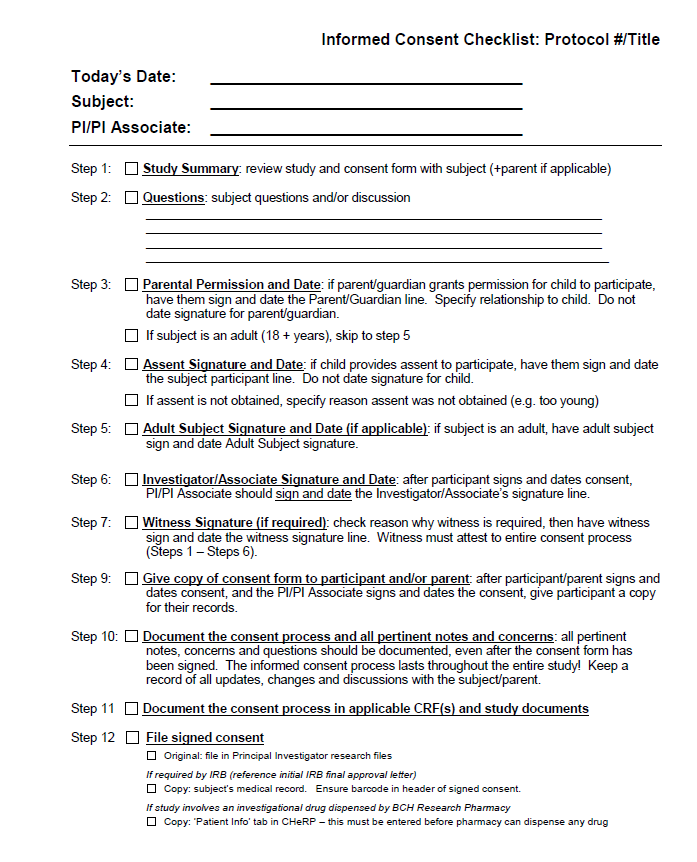 Informed Consent Checklist: Protocol #/Title
Today's Date:
Subject:
PI/PI Associate:
Step 1: Study Summary: review study and consent form with subject (+parent if applicable)
Step 2: Questions: subject questions and/or discussion
Step 3: Parental Permission and Date: if parent/guardian grants permission for child to participate,
have them sign and date the Parent/Guardian line. Specify relationship to child. Do not
date signature for parent/guardian.
If subject is an adult (18 + years), skip to step 5
Step 4: Assent Signature and Date: if child provides assent to participate, have them sign and date
the subject participant line. Do not date signature for child.
If assent is not obtained, specify reason assent was not obtained (e.g. too young)
Step 5: Adult Subject Signature and Date (if applicable): if subject is an adult, have adult subject
sign and date Adult Subject signature.
Step 6: Investigator/Associate Signature and Date: after participant signs and dates consent,
PI/PI Associate should sign and date the Investigator/Associate's signature line.
Step 7: Witness Signature (if required): check reason why witness is required, then have witness
sign and date the witness signature line. Witness must attest to entire consent process
(Steps 1 – Steps 6).
Step 9: Give copy of consent form to participant and/or parent: after participant/parent signs and
dates consent, and the PI/PI Associate signs and dates the consent, give participant a copy
for their records.
Step 10: Document the consent process and all pertinent notes and concerns: all pertinent
notes, concerns and questions should be documented, even after the consent form has
been signed. The informed consent process lasts throughout the entire study! Keep a
record of all updates, changes and discussions with the subject/parent.
Step 11 Document the consent process in applicable CRF(s) and study documents
Step 12 File signed consent
Original: file in Principal Investigator research files
If required by IRB (reference initial IRB final approval letter)
Copy: subject's medical record. Ensure barcode in header of signed consent.
If study involves an investigational drug dispensed by BCH Research Pharmacy
Copy: 'Patient Info' tab in CHeRP – this must be entered before pharmacy can dispense any drug